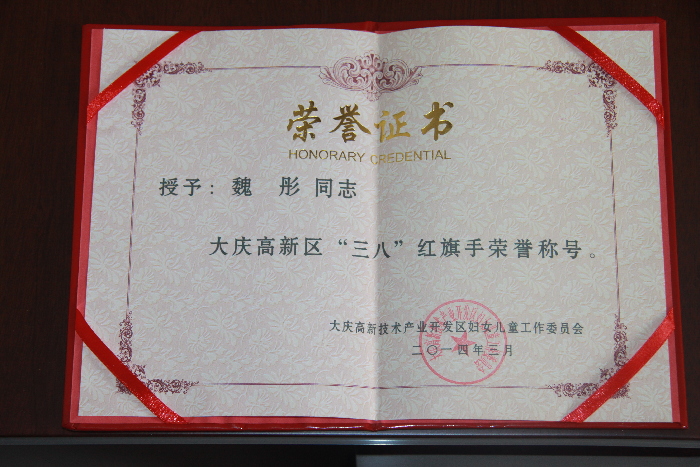 荣誉证书
HONORARY CREDENTIAL
授予：魏 彤 同志
大庆高新区“三八”红旗手荣誉称号。
大庆高新技术产业开发区妇女儿童工作委员会
二〇一四年三月